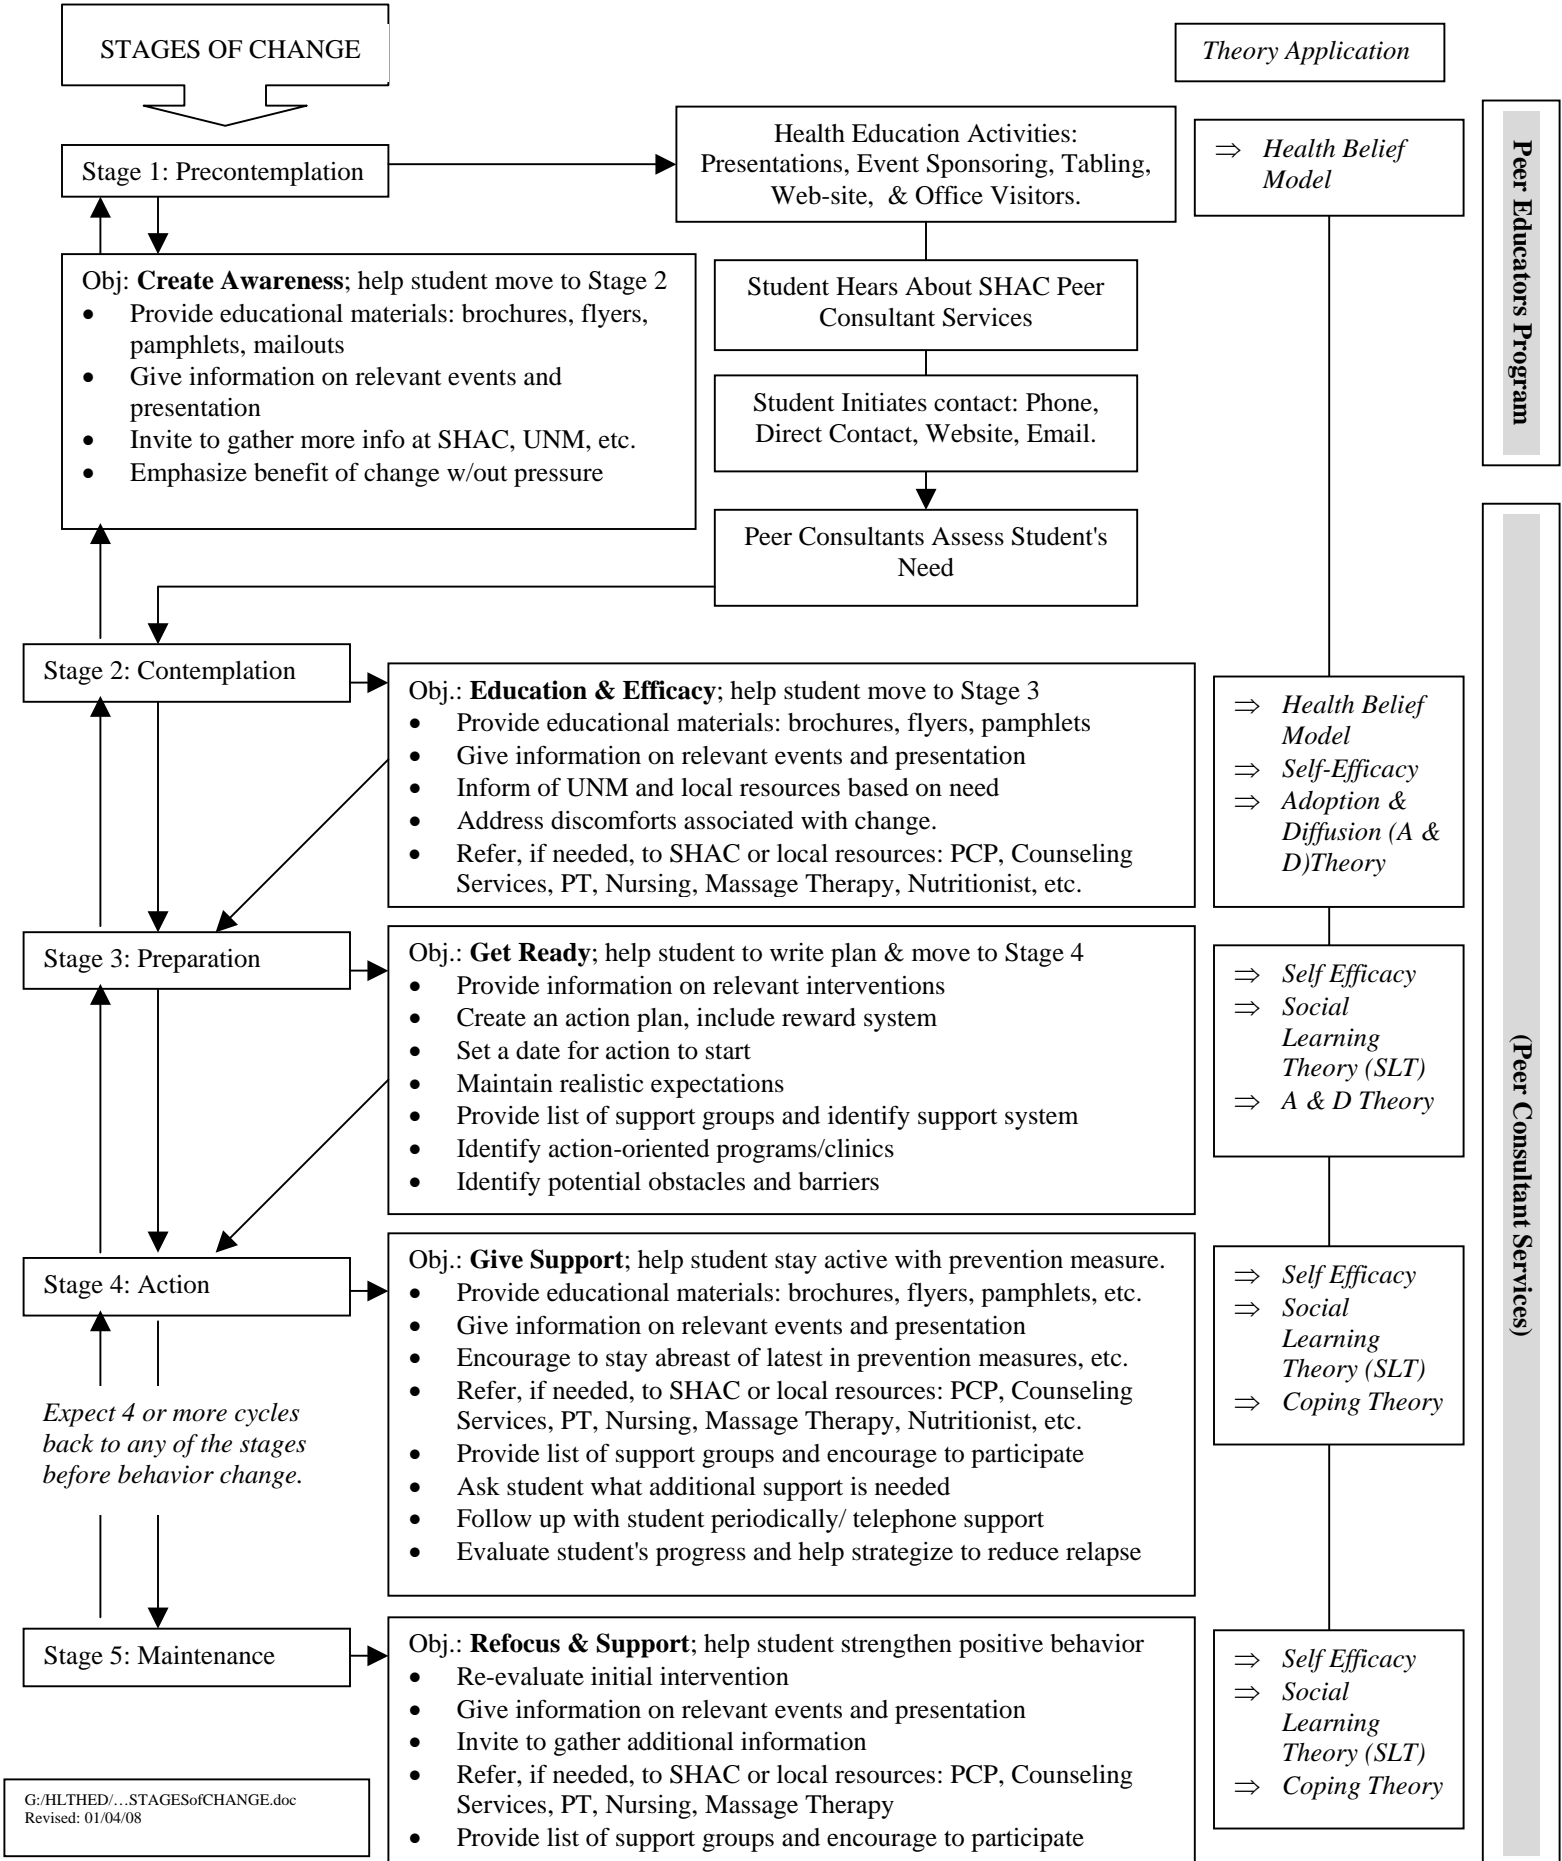 STAGES OF CHANGE
Theory Application
Stage 1: Precontemplation
Health Education Activities:
Presentations, Event Sponsoring, Tabling,
Web-site, & Office Visitors.
⇒ Health Belief
Model
Peer Educators Program
Obj: Create Awareness; help student move to Stage 2
• Provide educational materials: brochures, flyers,
pamphlets, mailouts
• Give information on relevant events and
presentation
• Invite to gather more info at SHAC, UNM, etc.
• Emphasize benefit of change w/out pressure
Student Hears About SHAC Peer
Consultant Services
Student Initiates contact: Phone,
Direct Contact, Website, Email.
Peer Consultants Assess Student's
Need
Stage 2: Contemplation
Obj.: Education & Efficacy; help student move to Stage 3
• Provide educational materials: brochures, flyers, pamphlets
• Give information on relevant events and presentation
• Inform of UNM and local resources based on need
• Address discomforts associated with change.
• Refer, if needed, to SHAC or local resources: PCP, Counseling
Services, PT, Nursing, Massage Therapy, Nutritionist, etc.
⇒ Health Belief
Model
⇒ Self-Efficacy
⇒ Adoption &
Diffusion (A &
D)Theory
(Peer Consultant Services)
Stage 3: Preparation
Obj.: Get Ready; help student to write plan & move to Stage 4
• Provide information on relevant interventions
• Create an action plan, include reward system
• Set a date for action to start
• Maintain realistic expectations
• Provide list of support groups and identify support system
• Identify action-oriented programs/clinics
• Identify potential obstacles and barriers
⇒ Self Efficacy
⇒ Social
Learning
Theory (SLT)
⇒ A & D Theory
Stage 4: Action
Obj.: Give Support; help student stay active with prevention measure.
• Provide educational materials: brochures, flyers, pamphlets, etc.
• Give information on relevant events and presentation
• Encourage to stay abreast of latest in prevention measures, etc.
• Refer, if needed, to SHAC or local resources: PCP, Counseling
Services, PT, Nursing, Massage Therapy, Nutritionist, etc.
• Provide list of support groups and encourage to participate
• Ask student what additional support is needed
• Follow up with student periodically/ telephone support
• Evaluate student's progress and help strategize to reduce relapse
⇒ Self Efficacy
⇒ Social
Learning
Theory (SLT)
⇒ Coping Theory
Expect 4 or more cycles
back to any of the stages
before behavior change.
Stage 5: Maintenance
Obj.: Refocus & Support; help student strengthen positive behavior
• Re-evaluate initial intervention
• Give information on relevant events and presentation
• Invite to gather additional information
• Refer, if needed, to SHAC or local resources: PCP, Counseling
Services, PT, Nursing, Massage Therapy
• Provide list of support groups and encourage to participate
⇒ Self Efficacy
⇒ Social
Learning
Theory (SLT)
⇒ Coping Theory
G:/HLTHED/…STAGESofCHANGE.doc
Revised: 01/04/08